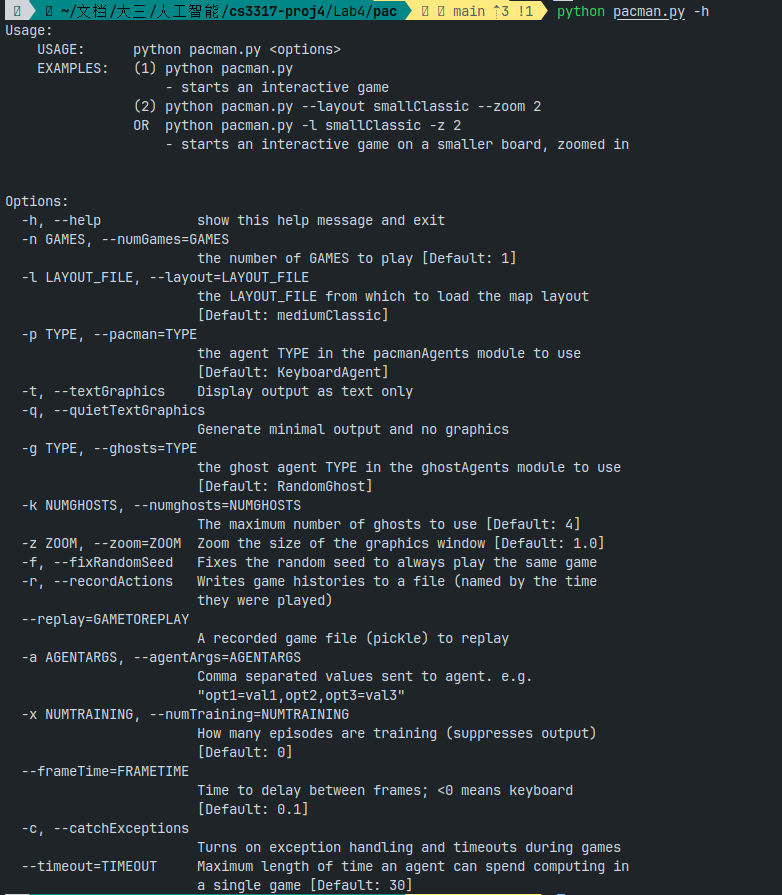 ~/文档/大三/人工智能/cs3317-proj4/Lab4/pac main ⇡3 !1 python pacman.py -h
Usage:
    USAGE:      python pacman.py <options>
    EXAMPLES:   (1) python pacman.py
                    - starts an interactive game
                (2) python pacman.py --layout smallClassic --zoom 2
                OR  python pacman.py -l smallClassic -z 2
                    - starts an interactive game on a smaller board, zoomed in
Options:
  -h, --help            show this help message and exit
  -n GAMES, --numGames=GAMES
                        the number of GAMES to play [Default: 1]
  -l LAYOUT_FILE, --layout=LAYOUT_FILE
                        the LAYOUT_FILE from which to load the map layout
                        [Default: mediumClassic]
  -p TYPE, --pacman=TYPE
                        the agent TYPE in the pacmanAgents module to use
                        [Default: KeyboardAgent]
  -t, --textGraphics    Display output as text only
  -q, --quietTextGraphics
                        Generate minimal output and no graphics
  -g TYPE, --ghosts=TYPE
                        the ghost agent TYPE in the ghostAgents module to use
                        [Default: RandomGhost]
  -k NUMGHOSTS, --numghosts=NUMGHOSTS
                        The maximum number of ghosts to use [Default: 4]
  -z ZOOM, --zoom=ZOOM  Zoom the size of the graphics window [Default: 1.0]
  -f, --fixRandomSeed   Fixes the random seed to always play the same game
  -r, --recordActions   Writes game histories to a file (named by the time
                        they were played)
  --replay=GAMETOREPLAY
                        A recorded game file (pickle) to replay
  -a AGENTARGS, --agentArgs=AGENTARGS
                        Comma separated values sent to agent. e.g.
                        "opt1=val1,opt2,opt3=val3"
  -x NUMTRAINING, --numTraining=NUMTRAINING
                        How many episodes are training (suppresses output)
                        [Default: 0]
  --frameTime=FRAMETIME
                        Time to delay between frames; <0 means keyboard
                        [Default: 0.1]
  -c, --catchExceptions
                        Turns on exception handling and timeouts during games
  --timeout=TIMEOUT     Maximum length of time an agent can spend computing in
                        a single game [Default: 30]